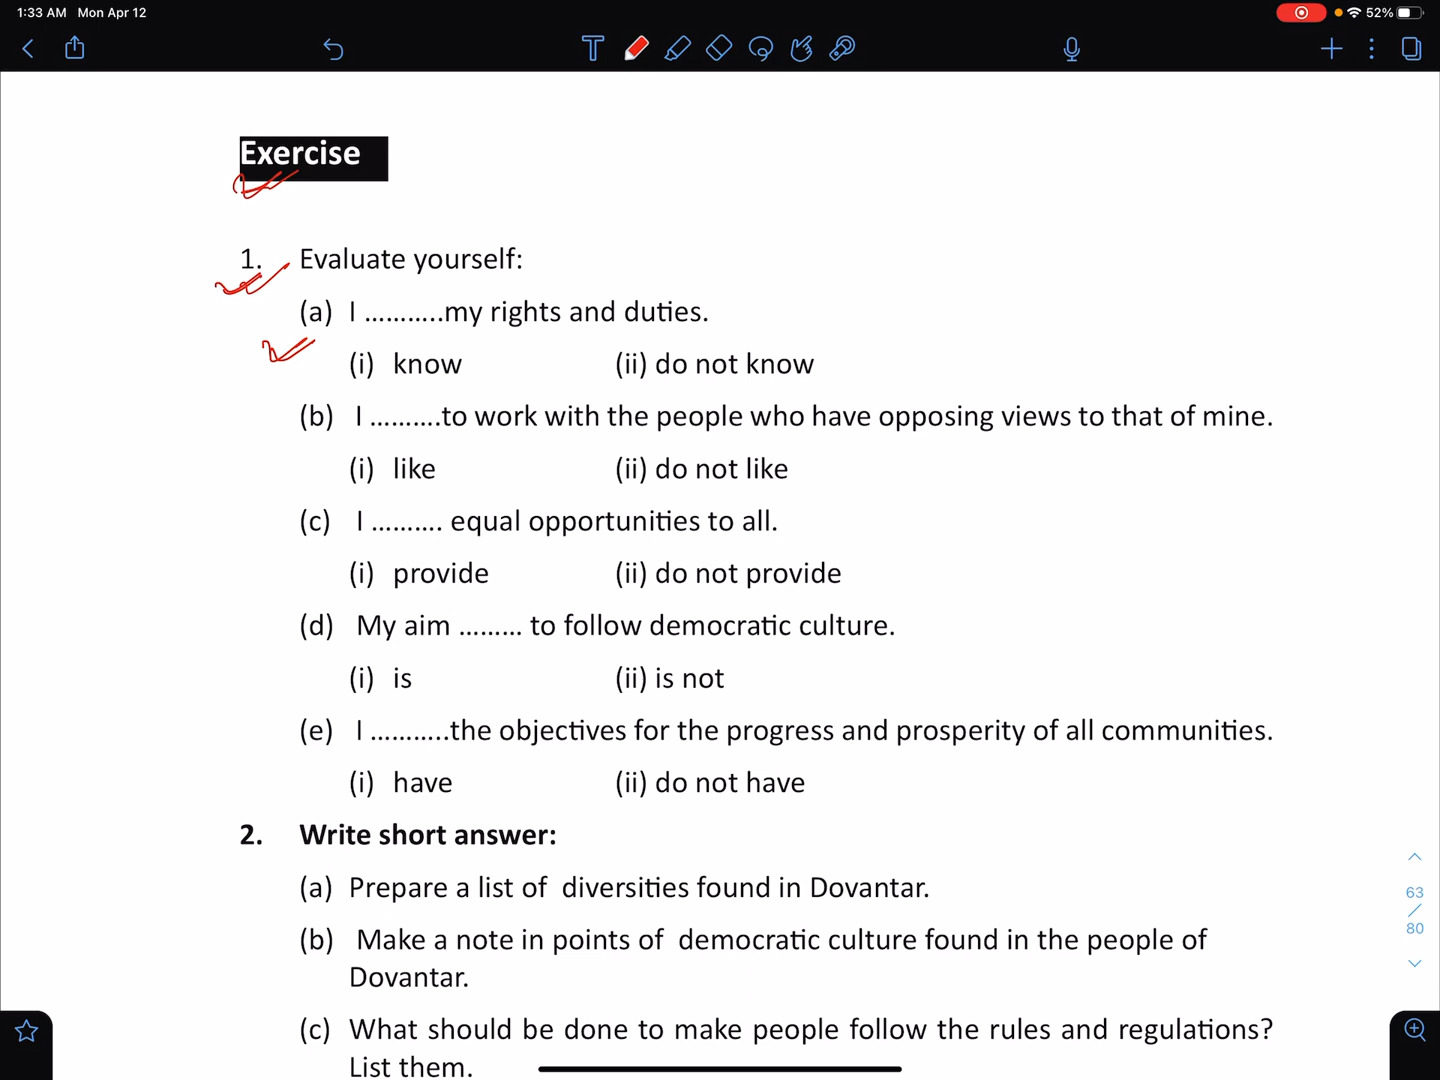 1:33 AM Mon Apr 12
52%
Exercise
1. Evaluate yourself:
(a) I ...........my rights and duties.
(i) know (ii) do not know
(b) I ..........to work with the people who have opposing views to that of mine.
(i) like (ii) do not like
(c) I .......... equal opportunities to all.
(i) provide (ii) do not provide
(d) My aim ......... to follow democratic culture.
(i) is (ii) is not
(e) I ...........the objectives for the progress and prosperity of all communities.
(i) have (ii) do not have
2. Write short answer:
(a) Prepare a list of diversities found in Dovantar.
(b) Make a note in points of democratic culture found in the people of
Dovantar.
(c) What should be done to make people follow the rules and regulations?
List them.
63
/
80